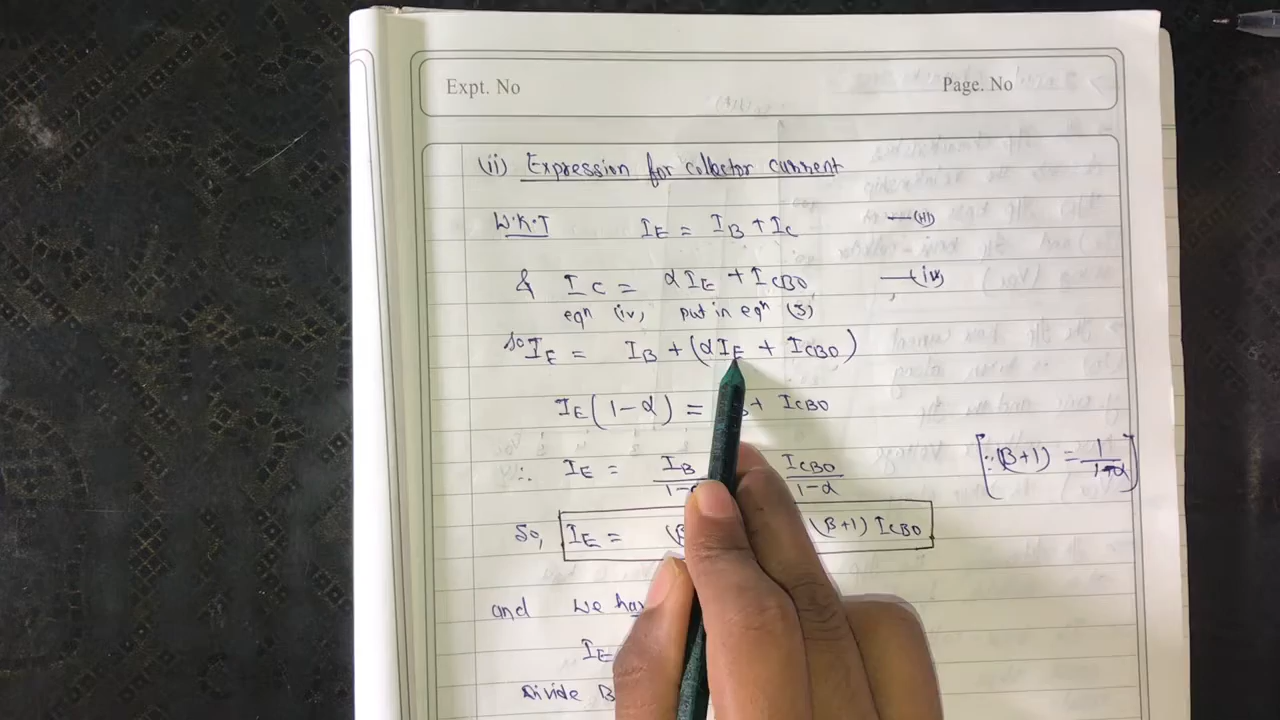 Expt. No Page. No
(ii) Expression for collector current
W.K.T IE = IB + IC —(iii)
& IC = αIE + ICBO —(iv)
eqn (iv) put in eqn (3)
so IE = IB + (αIE + ICBO)
IE(1-α) = + ICBO
∴ IE = IB/1-α ICBO/1-α [∵(β+1) = 1/1-α]
So, IE = (β (β+1) ICBO
and We have
IE
Divide B